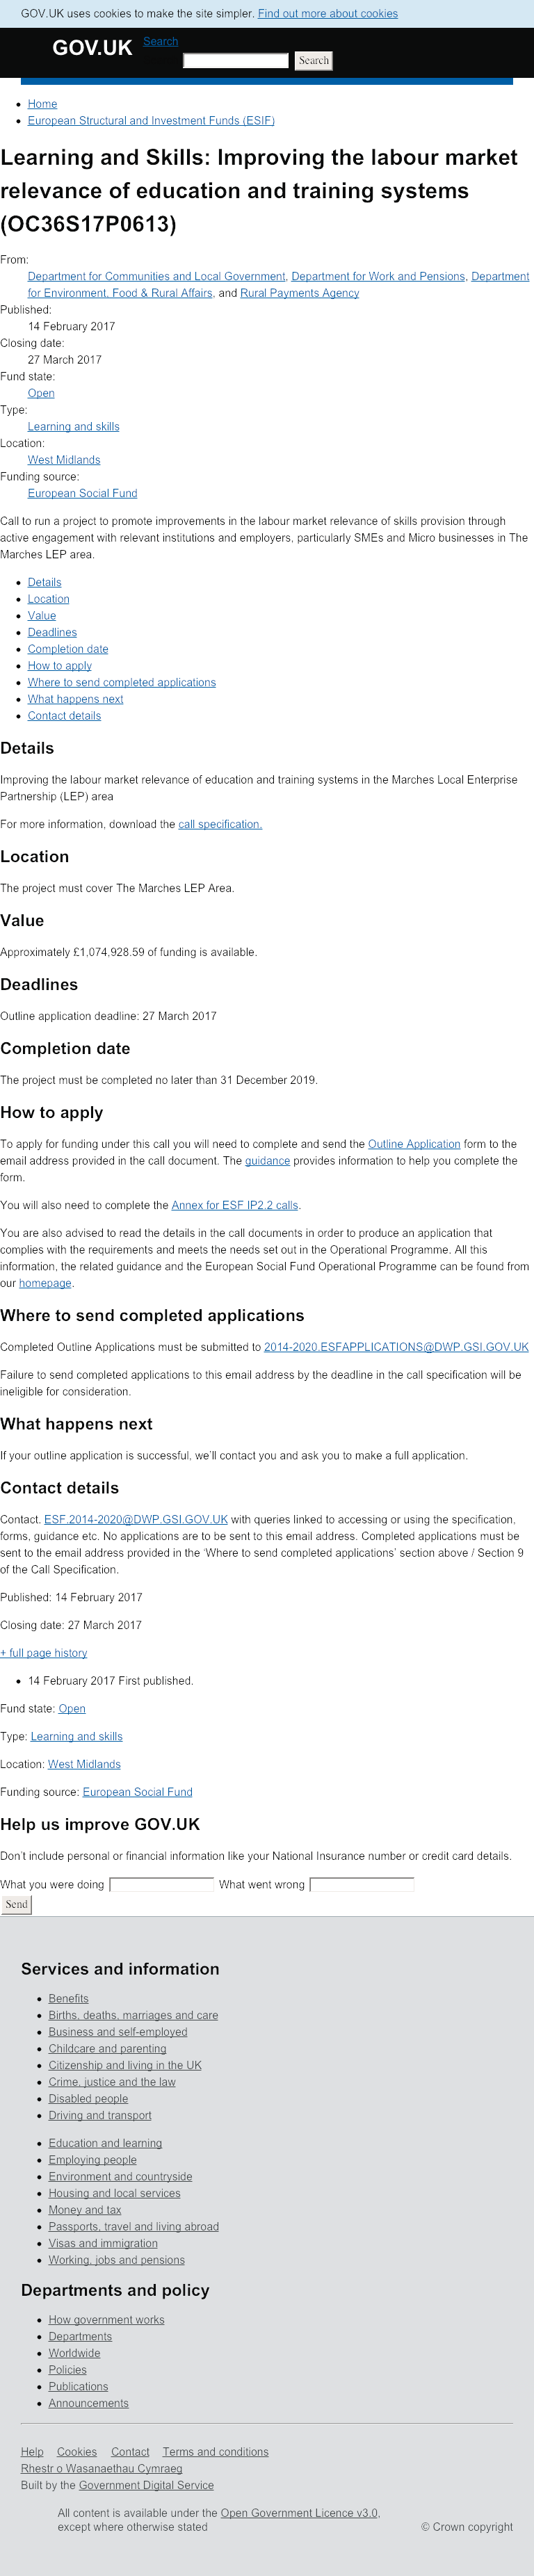 GOV.UK uses cookies to make the site simpler. Find out more about cookies
GOV.UK
Search
Search
Home
European Structural and Investment Funds (ESIF)
Learning and Skills: Improving the labour market
relevance of education and training systems
(OC36S17P0613)
From:
Department for Communities and Local Government, Department for Work and Pensions, Department
for Environment, Food & Rural Affairs, and Rural Payments Agency
Published:
14 February 2017
Closing date:
27 March 2017
Fund state:
Open
Type:
Learning and skills
Location:
West Midlands
Funding source:
European Social Fund
Call to run a project to promote improvements in the labour market relevance of skills provision through
active engagement with relevant institutions and employers, particularly SMEs and Micro businesses in The
Marches LEP area.
Details
Location
Value
Deadlines
Completion date
How to apply
Where to send completed applications
What happens next
Contact details
Details
Improving the labour market relevance of education and training systems in the Marches Local Enterprise
Partnership (LEP) area
For more information, download the call specification.
Location
The project must cover The Marches LEP Area.
Value
Approximately £1,074,928.59 of funding is available.
Deadlines
Outline application deadline: 27 March 2017
Completion date
The project must be completed no later than 31 December 2019.
How to apply
To apply for funding under this call you will need to complete and send the Outline Application form to the
email address provided in the call document. The guidance provides information to help you complete the
form.
You will also need to complete the Annex for ESF IP2.2 calls.
You are also advised to read the details in the call documents in order to produce an application that
complies with the requirements and meets the needs set out in the Operational Programme. All this
information, the related guidance and the European Social Fund Operational Programme can be found from
our homepage.
Where to send completed applications
Completed Outline Applications must be submitted to 2014-2020.ESFAPPLICATIONS@DWP.GSI.GOV.UK
Failure to send completed applications to this email address by the deadline in the call specification will be
ineligible for consideration.
What happens next
If your outline application is successful, we’ll contact you and ask you to make a full application.
Contact details
Contact. ESF.2014-2020@DWP.GSI.GOV.UK with queries linked to accessing or using the specification,
forms, guidance etc. No applications are to be sent to this email address. Completed applications must be
sent to the email address provided in the ‘Where to send completed applications’ section above / Section 9
of the Call Specification.
Published: 14 February 2017
Closing date: 27 March 2017
+ full page history
14 February 2017 First published.
Fund state: Open
Type: Learning and skills
Location: West Midlands
Funding source: European Social Fund
Help us improve GOV.UK
Don’t include personal or financial information like your National Insurance number or credit card details.
What you were doing What went wrong
Send
Services and information
Benefits
Births, deaths, marriages and care
Business and self-employed
Childcare and parenting
Citizenship and living in the UK
Crime, justice and the law
Disabled people
Driving and transport
Education and learning
Employing people
Environment and countryside
Housing and local services
Money and tax
Passports, travel and living abroad
Visas and immigration
Working, jobs and pensions
Departments and policy
How government works
Departments
Worldwide
Policies
Publications
Announcements
Help Cookies Contact Terms and conditions
Rhestr o Wasanaethau Cymraeg
Built by the Government Digital Service
All content is available under the Open Government Licence v3.0,
except where otherwise stated
© Crown copyright